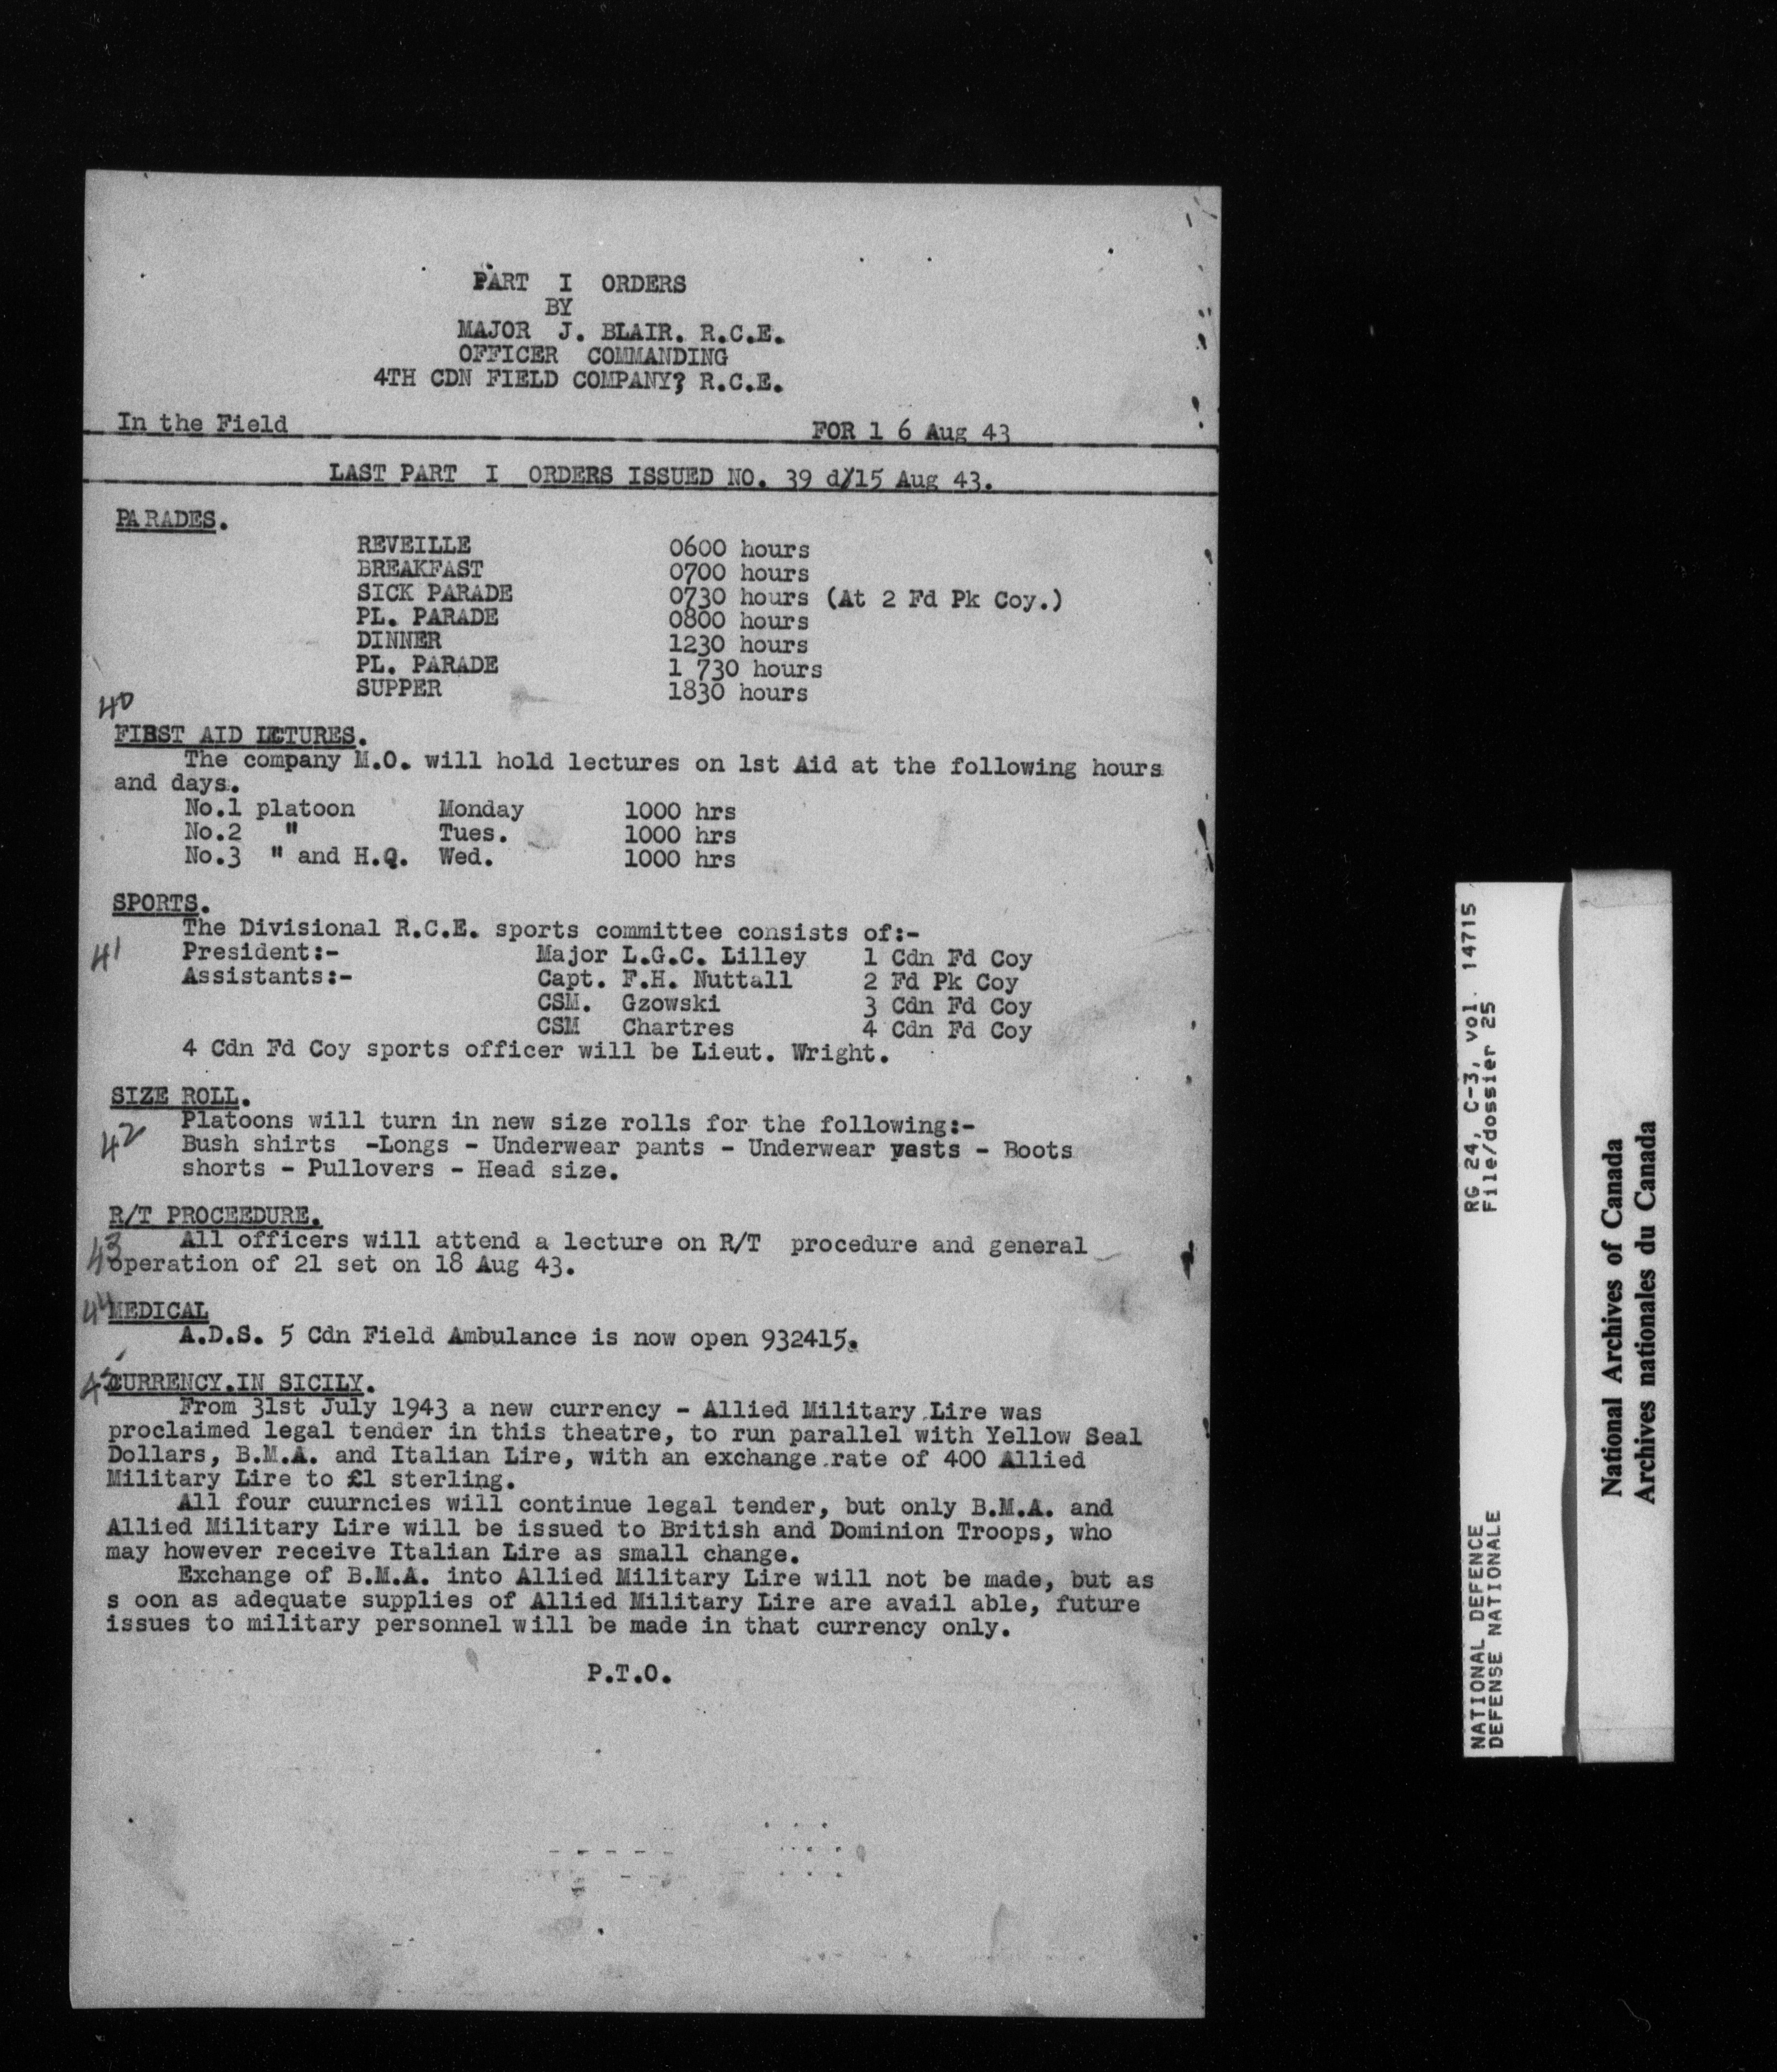 PART I ORDERS
BY
MAJOR J. BLAIR. R.C.E.
OFFICER COMMANDING
4TH CDN FIELD COMPANY? R.C.E.
In the Field FOR 1 6 Aug 43
LAST PART I ORDERS ISSUED NO. 39 d/15 Aug 43.
PARADES.
REVEILLE 0600 hours
BREAKFAST 0700 hours
SICK PARADE 0730 hours (At 2 Fd Pk Coy.)
PL. PARADE 0800 hours
DINNER 1230 hours
PL. PARADE 1 730 hours
SUPPER 1830 hours
40
FIRST AID LCTURES.
The company M.O. will hold lectures on 1st Aid at the following hours
and days.
No.1 platoon Monday 1000 hrs
No.2 " Tues. 1000 hrs
No.3 " and H.Q. Wed. 1000 hrs
SPORTS.
The Divisional R.C.E. sports committee consists of:-
41 President:- Major L.G.C. Lilley 1 Cdn Fd Coy
Assistants:- Capt. F.H. Nuttall 2 Fd Pk Coy
CSM. Gzowski 3 Cdn Fd Coy
CSM Chartres 4 Cdn Fd Coy
4 Cdn Fd Coy sports officer will be Lieut. Wright.
SIZE ROLL.
Platoons will turn in new size rolls for the following:-
42 Bush shirts -Longs - Underwear pants - Underwear vests - Boots
shorts - Pullovers - Head size.
R/T PROCEEDURE.
All officers will attend a lecture on R/T procedure and general
43 operation of 21 set on 18 Aug 43.
44 MEDICAL
A.D.S. 5 Cdn Field Ambulance is now open 932415.
45 CURRENCY.IN SICILY.
From 31st July 1943 a new currency - Allied Military Lire was
proclaimed legal tender in this theatre, to run parallel with Yellow Seal
Dollars, B.M.A. and Italian Lire, with an exchange rate of 400 Allied
Military Lire to £1 sterling.
All four cuurncies will continue legal tender, but only B.M.A. and
Allied Military Lire will be issued to British and Dominion Troops, who
may however receive Italian Lire as small change.
Exchange of B.M.A. into Allied Military Lire will not be made, but as
s oon as adequate supplies of Allied Military Lire are avail able, future
issues to military personnel will be made in that currency only.
P.T.O.
NATIONAL DEFENCE RG 24, C-3, vol. 14715
DEFENSE NATIONALE File/dossier 25
National Archives of Canada
Archives nationales du Canada